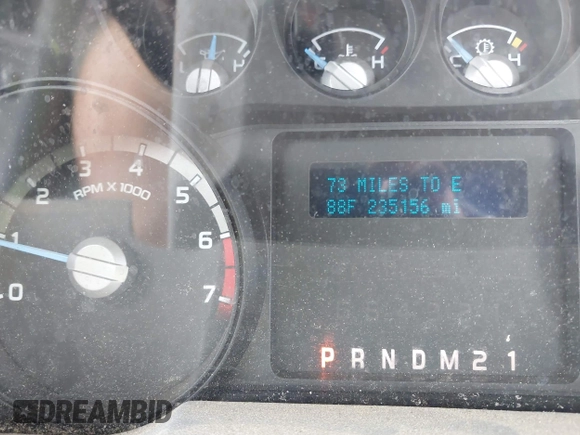 L H
C H
C 4
0 1 2 3 4 5 6 7
RPM X 1000
73 MILES TO E
88F 235156 mi
P R N D M 2 1
DREAMBID